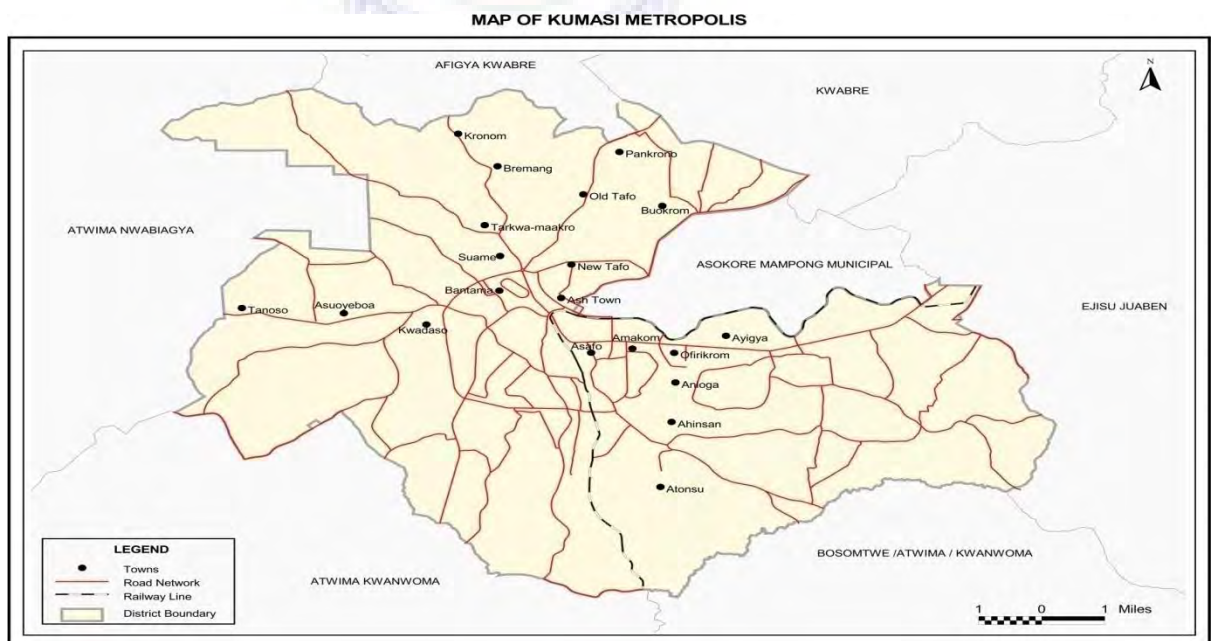 MAP OF KUMASI METROPOLIS
AFIGYA KWABRE
N
KWABRE
Kronom
Pankrono
Bremang
Old Tafo
Buokrom
Tarkwa-maakro
ATWIMA NWABIAGYA
Suame
New Tafo
ASOKORE MAMPONG MUNICIPAL
Bantama
Ash Town
EJISU JUABEN
Tanoso
Asuoyeboa
Kwadaso
Amakom
Ayigya
Asafo
Ofirikrom
Anloga
Ahinsan
Atonsu
LEGEND
Towns
Road Network
Railway Line
District Boundary
ATWIMA KWANWOMA
BOSOMTWE /ATWIMA / KWANWOMA
1 0 1 Miles